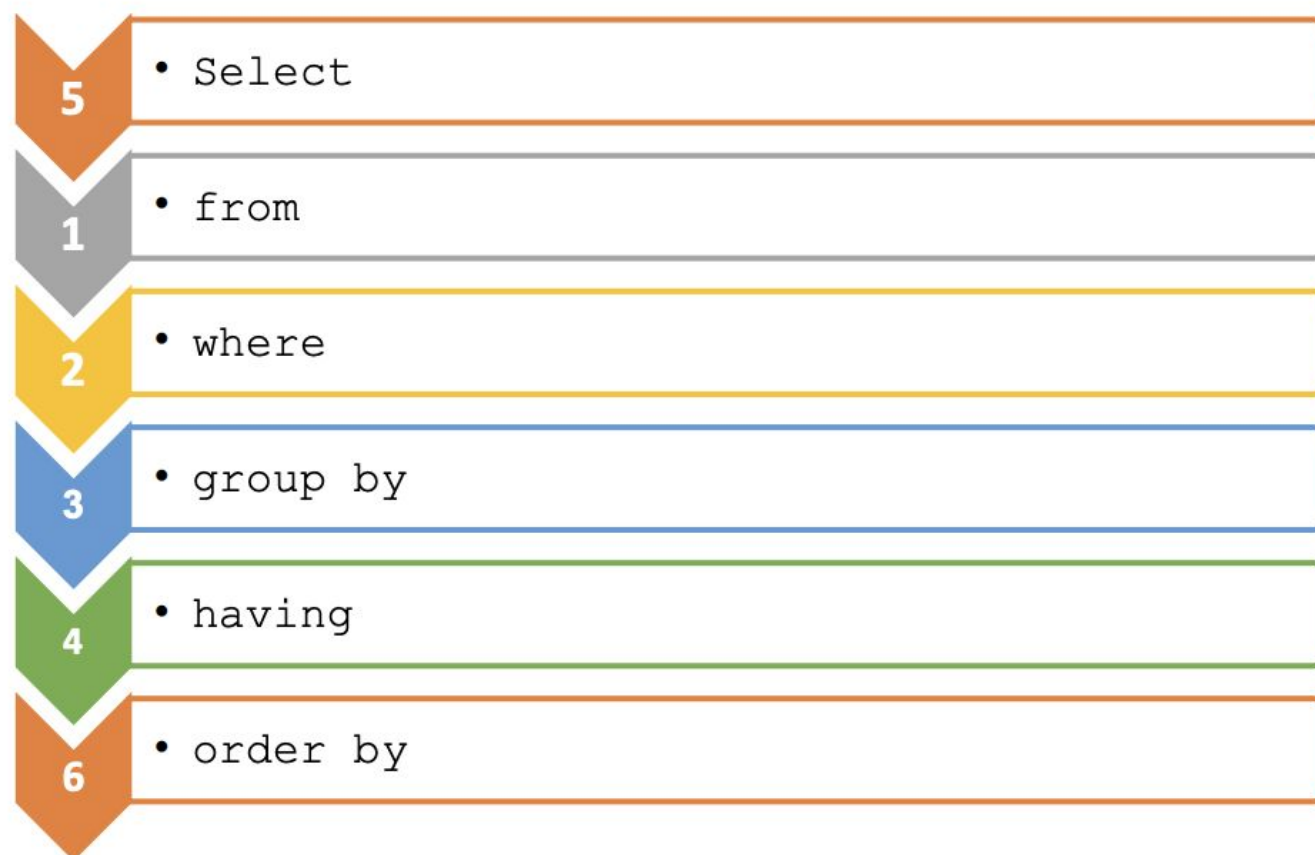 5 • Select
1 • from
2 • where
3 • group by
4 • having
6 • order by